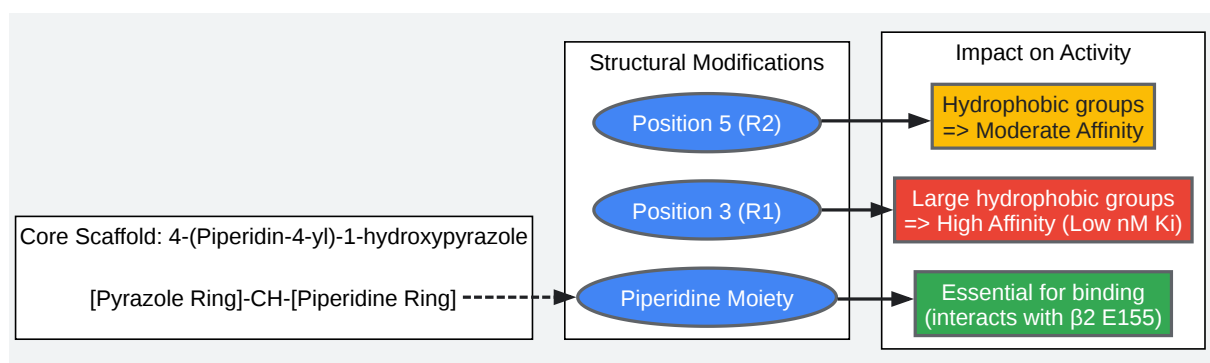 Structural Modifications
Impact on Activity
Position 5 (R2)
Hydrophobic groups
=> Moderate Affinity
Position 3 (R1)
Large hydrophobic groups
=> High Affinity (Low nM Ki)
Core Scaffold: 4-(Piperidin-4-yl)-1-hydroxypyrazole
[Pyrazole Ring]-CH-[Piperidine Ring]
Piperidine Moiety
Essential for binding
(interacts with β2 E155)